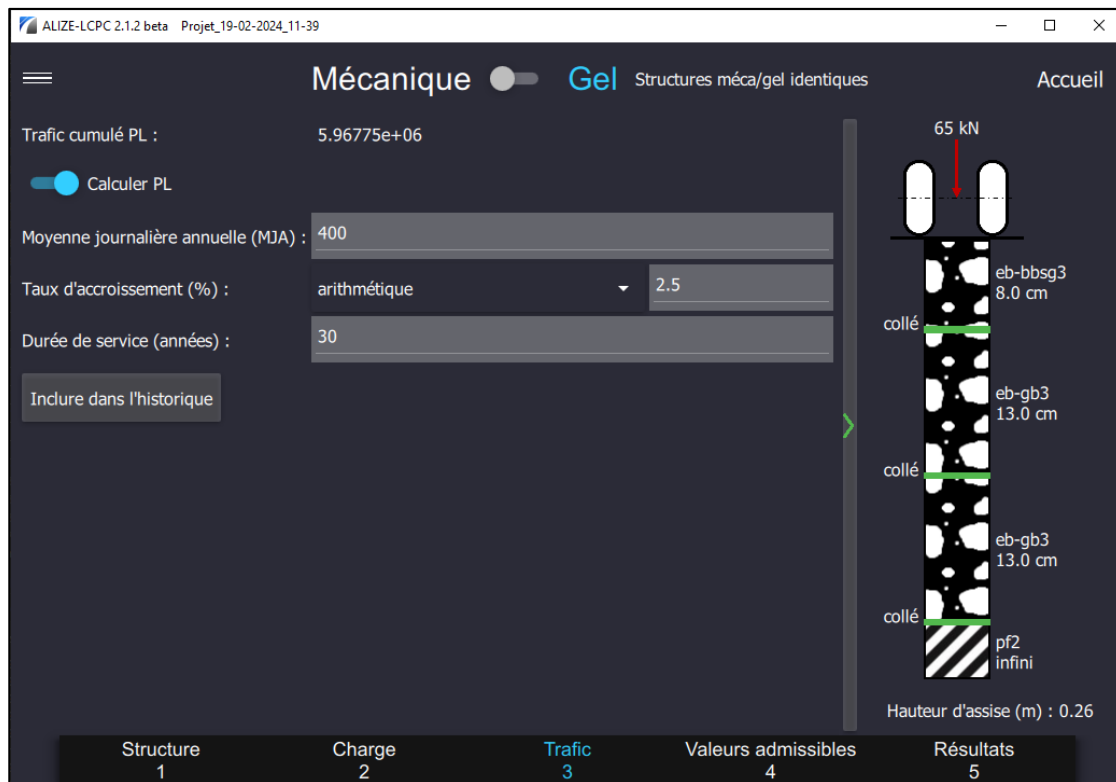 ALIZE-LCPC 2.1.2 beta Projet_19-02-2024_11-39
Mécanique Gel Structures méca/gel identiques Accueil
Trafic cumulé PL : 5.96775e+06
Calculer PL
Moyenne journalière annuelle (MJA) : 400
Taux d'accroissement (%) : arithmétique 2.5
Durée de service (années) : 30
Inclure dans l'historique
65 kN
eb-bbsg3
8.0 cm
collé
eb-gb3
13.0 cm
collé
eb-gb3
13.0 cm
collé
pf2
infini
Hauteur d'assise (m) : 0.26
Structure Charge Trafic Valeurs admissibles Résultats
1 2 3 4 5